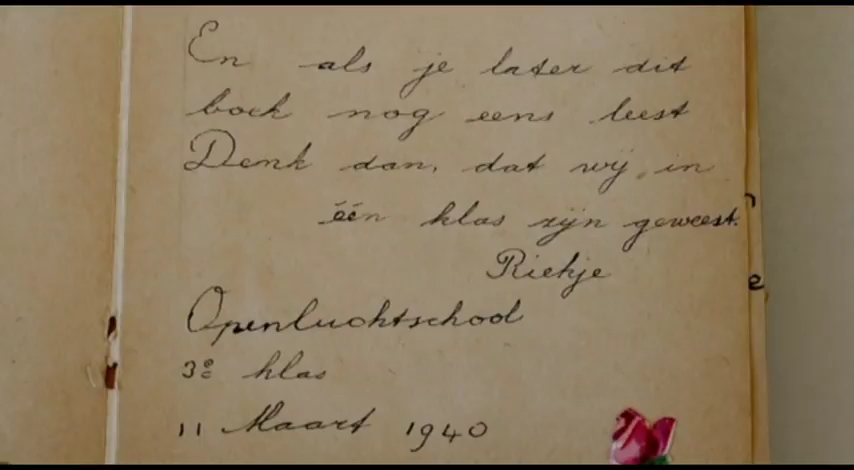 En als je later dit
boek nog eens leest
Denk dan, dat wij in
één klas zijn geweest.
Riekje
Openluchtschool
3e klas
11 Maart 1940
e